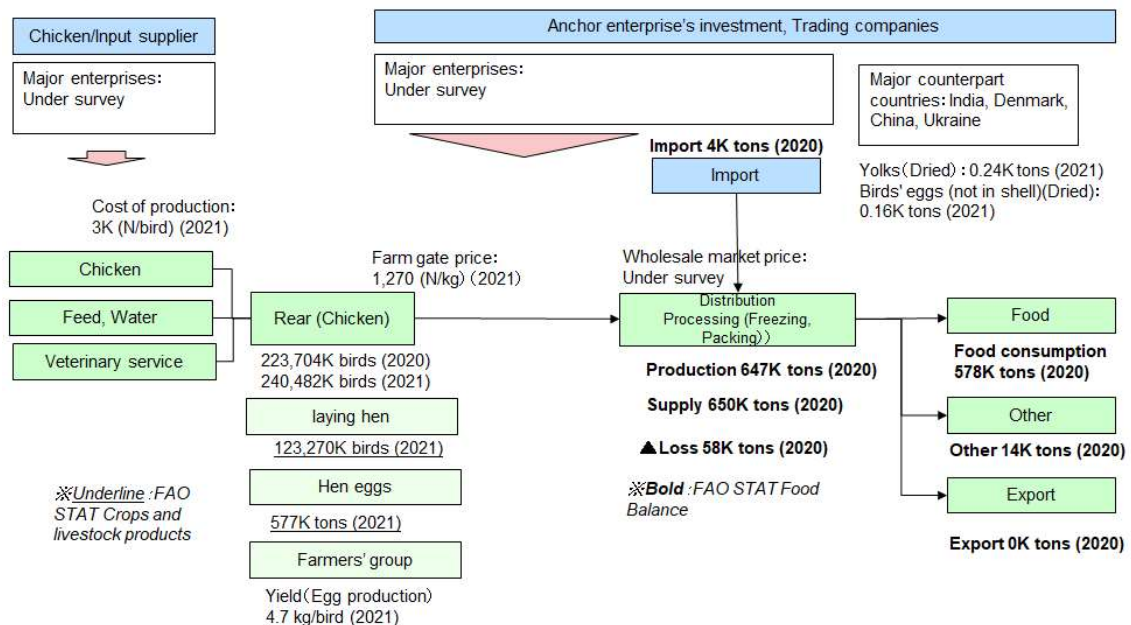 Chicken/Input supplier
Major enterprises:
Under survey
Anchor enterprise's investment, Trading companies
Major enterprises:
Under survey
Major counterpart
countries: India, Denmark,
China, Ukraine
Import 4K tons (2020)
Import
Yolks(Dried) : 0.24K tons (2021)
Birds' eggs (not in shell)(Dried):
0.16K tons (2021)
Cost of production:
3K (N/bird) (2021)
Farm gate price:
1,270 (N/kg) (2021)
Wholesale market price:
Under survey
Chicken
Feed, Water
Veterinary service
Rear (Chicken)
223,704K birds (2020)
240,482K birds (2021)
laying hen
123,270K birds (2021)
Hen eggs
577K tons (2021)
Farmers' group
Yield(Egg production)
4.7 kg/bird (2021)
※Underline :FAO
STAT Crops and
livestock products
Distribution
Processing (Freezing,
Packing))
Production 647K tons (2020)
Supply 650K tons (2020)
▲Loss 58K tons (2020)
※Bold :FAO STAT Food
Balance
Food
Food consumption
578K tons (2020)
Other
Other 14K tons (2020)
Export
Export 0K tons (2020)